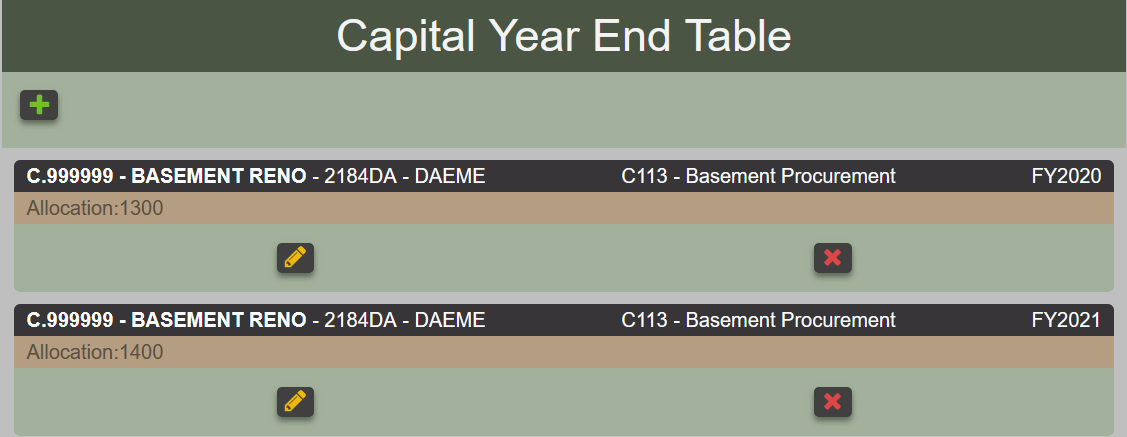 Capital Year End Table
C.999999 - BASEMENT RENO - 2184DA - DAEME C113 - Basement Procurement FY2020
Allocation:1300
C.999999 - BASEMENT RENO - 2184DA - DAEME C113 - Basement Procurement FY2021
Allocation:1400